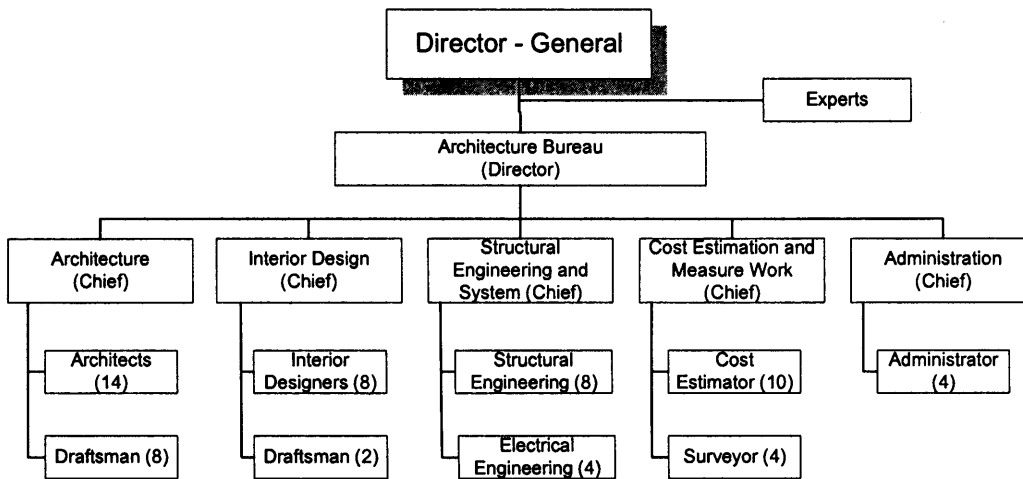 Director - General
Experts
Architecture Bureau
(Director)
Architecture
(Chief)
Interior Design
(Chief)
Structural
Engineering and
System (Chief)
Cost Estimation and
Measure Work
(Chief)
Administration
(Chief)
Architects
(14)
Interior
Designers (8)
Structural
Engineering (8)
Cost
Estimator (10)
Administrator
(4)
Draftsman (8)
Draftsman (2)
Electrical
Engineering (4)
Surveyor (4)